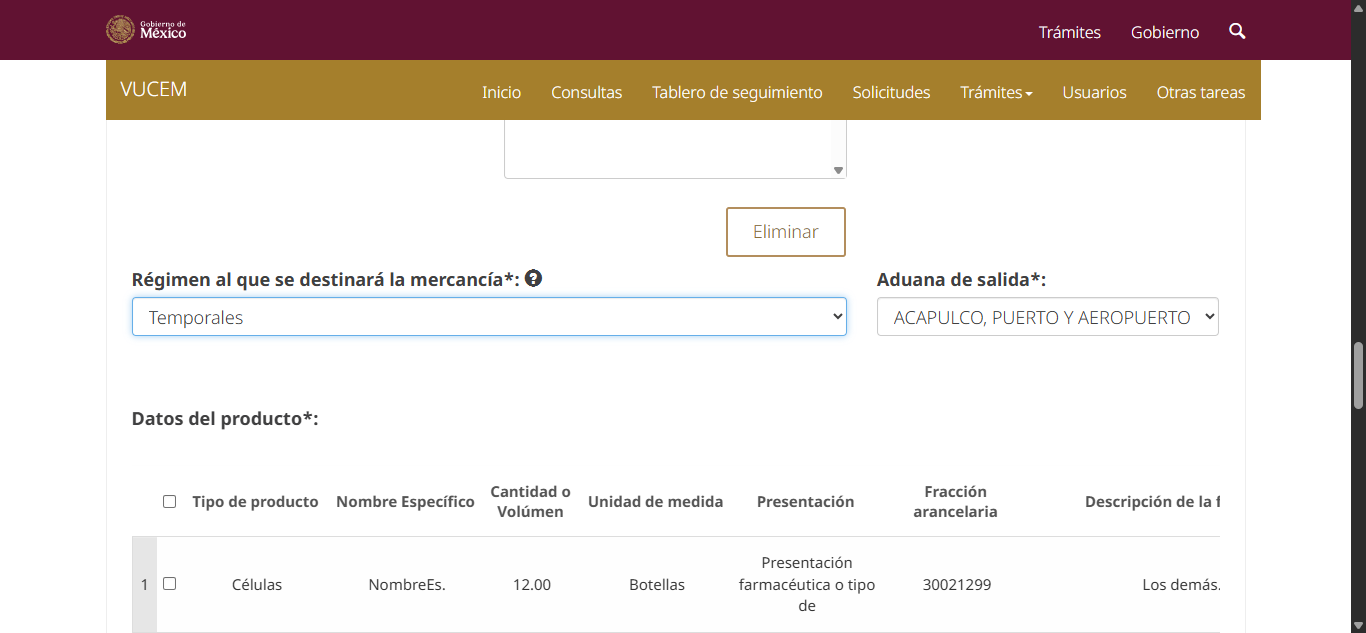 Gobierno de
México
Trámites
Gobierno
VUCEM
Inicio
Consultas
Tablero de seguimiento
Solicitudes
Trámites
Usuarios
Otras tareas
Eliminar
Régimen al que se destinará la mercancía*: ?
Aduana de salida*:
Temporales
ACAPULCO, PUERTO Y AEROPUERTO
Datos del producto*:
Tipo de producto
Nombre Específico
Cantidad o
Volúmen
Unidad de medida
Presentación
Fracción
arancelaria
Descripción de la f
1
Células
NombreEs.
12.00
Botellas
Presentación
farmacéutica o tipo
de
30021299
Los demás.